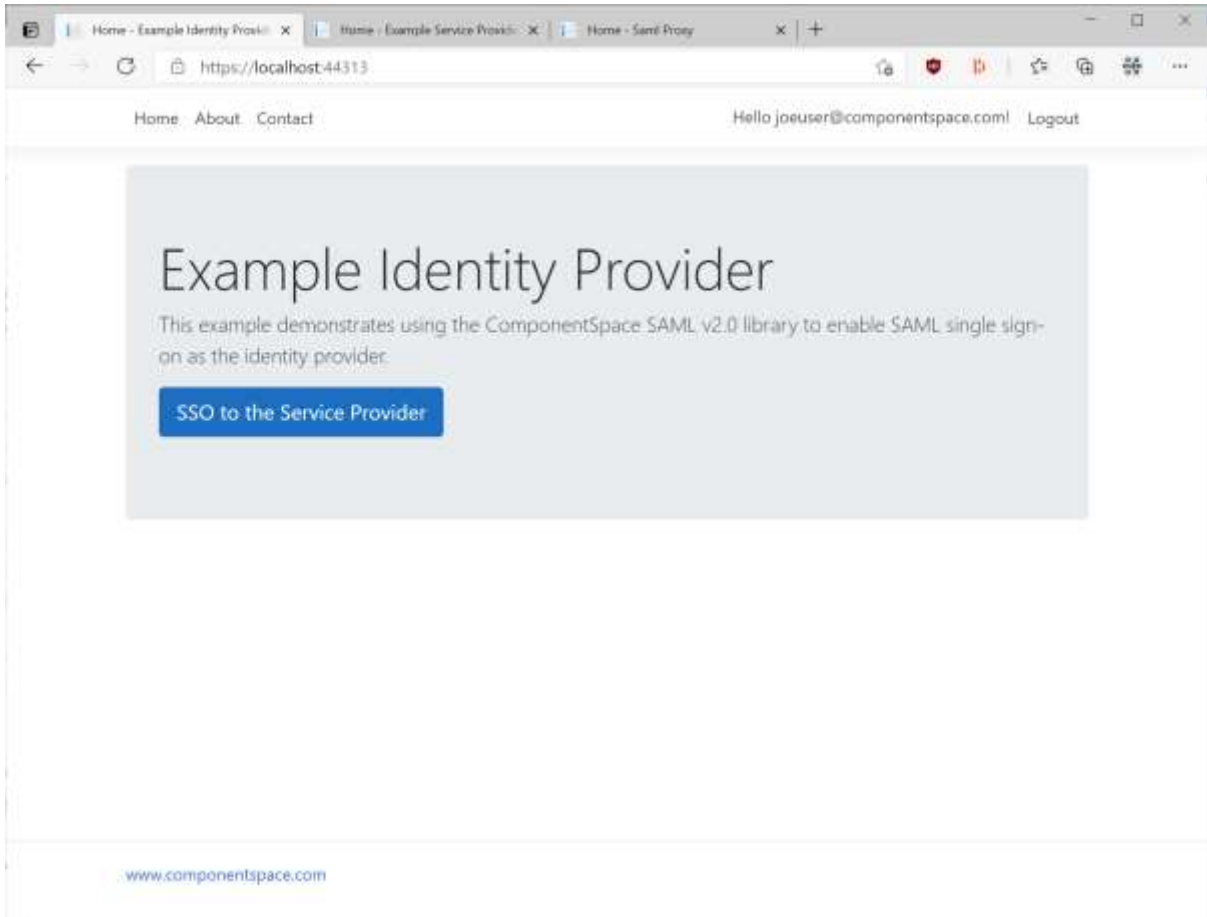 Home - Example Identity Provid
Home - Example Service Provid
Home - Saml Proxy
https://localhost:44313
Home About Contact
Hello joeuser@componentspace.com! Logout
Example Identity Provider
This example demonstrates using the ComponentSpace SAML v2.0 library to enable SAML single sign-
on as the identity provider.
SSO to the Service Provider
www.componentspace.com